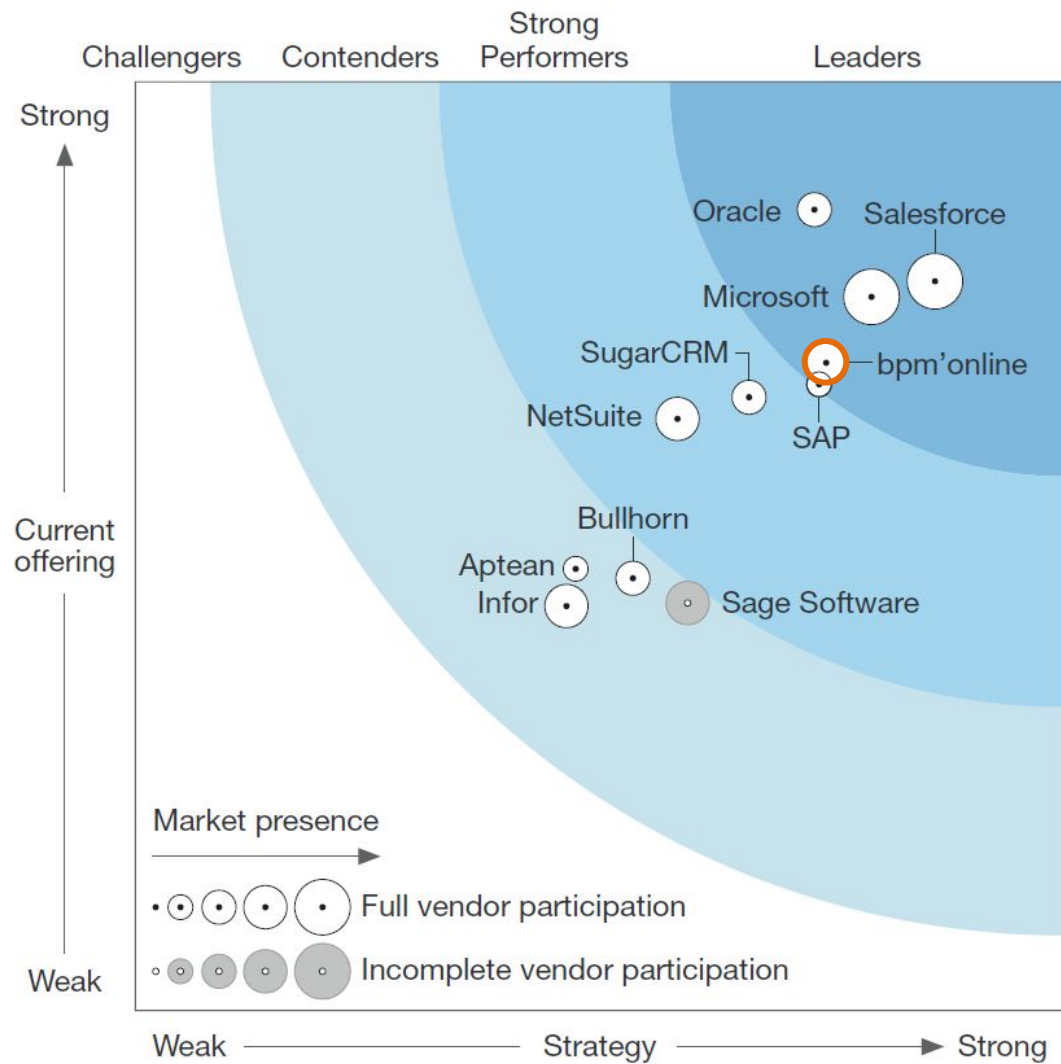 Strong
Challengers Contenders Performers Leaders
Strong
Oracle
Salesforce
Microsoft
SugarCRM
bpm’online
NetSuite
SAP
Bullhorn
Current
offering
Aptean
Infor
Sage Software
Market presence
Full vendor participation
Weak
Incomplete vendor participation
Weak Strategy Strong